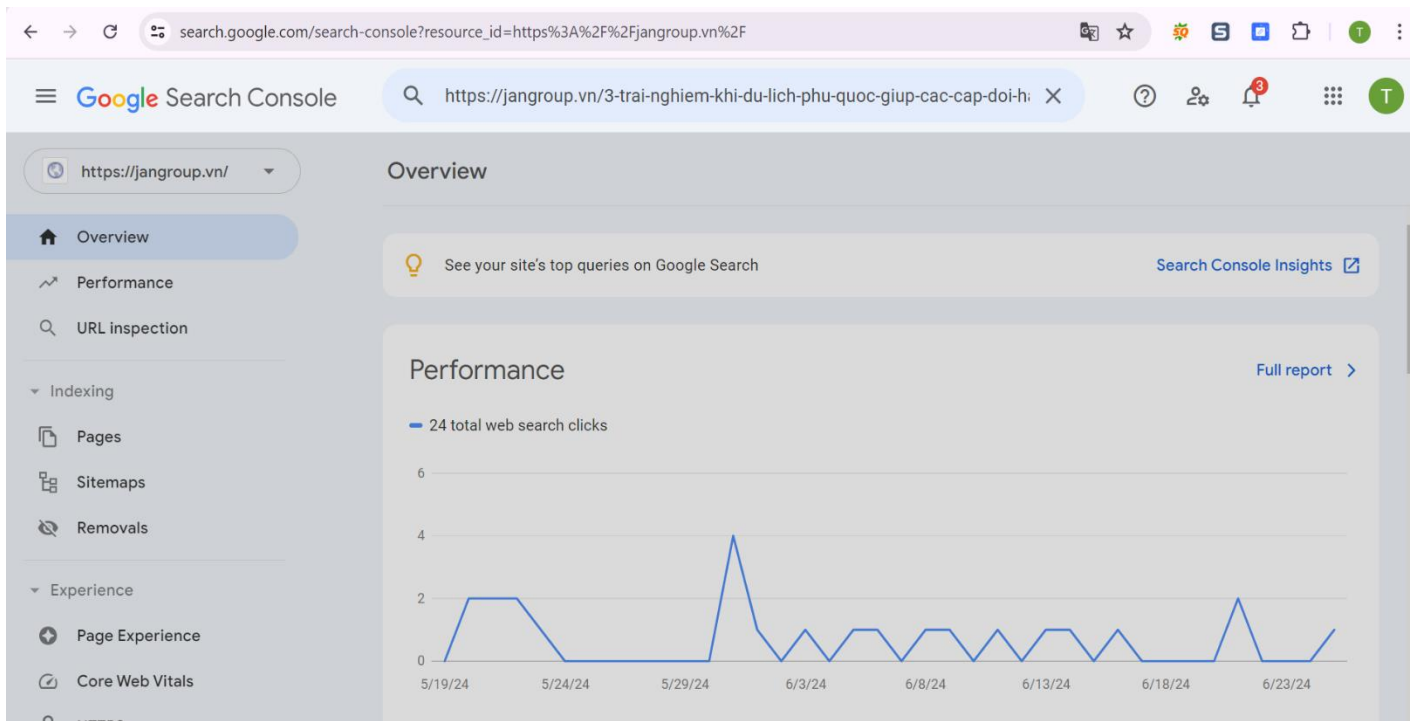 search.google.com/search-console?resource_id=https%3A%2F%2Fjangroup.vn%2F
SQ
S
T
Google Search Console
https://jangroup.vn/3-trai-nghiem-khi-du-lich-phu-quoc-giup-cac-cap-doi-h
3
T
https://jangroup.vn/
Overview
Overview
Performance
URL inspection
Indexing
Pages
Sitemaps
Removals
Experience
Page Experience
Core Web Vitals
See your site's top queries on Google Search
Search Console Insights
Performance
Full report
24 total web search clicks
6
4
2
0
5/19/24 5/24/24 5/29/24 6/3/24 6/8/24 6/13/24 6/18/24 6/23/24